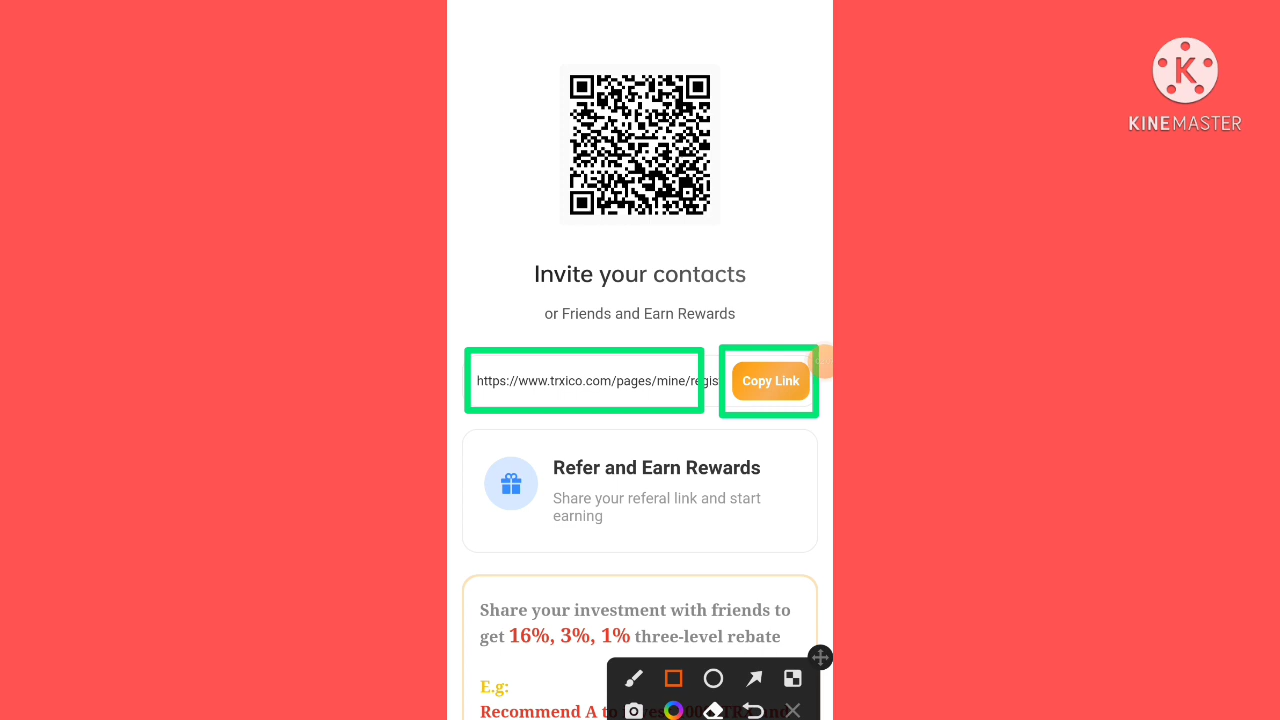 K
KINEMASTER
Invite your contacts
or Friends and Earn Rewards
https://www.trxico.com/pages/mine/regis
Copy Link
Refer and Earn Rewards
Share your referal link and start
earning
Share your investment with friends to
get 16%, 3%, 1% three-level rebate
E.g:
Recommend A to